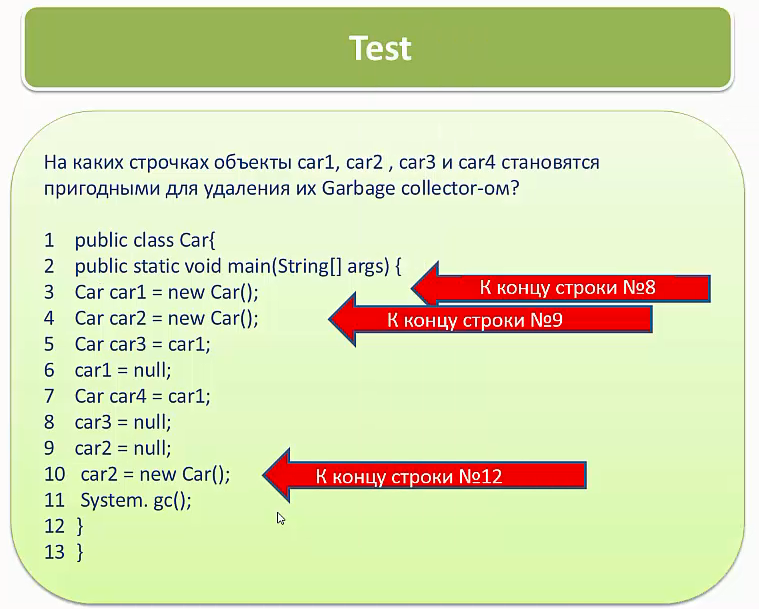 Test
На каких строчках объекты car1, car2 , car3 и car4 становятся
пригодными для удаления их Garbage collector-ом?
1 public class Car{
2 public static void main(String[] args) {
3 Car car1 = new Car();
К концу строки №8
4 Car car2 = new Car();
К концу строки №9
5 Car car3 = car1;
6 car1 = null;
7 Car car4 = car1;
8 car3 = null;
9 car2 = null;
10 car2 = new Car();
К концу строки №12
11 System. gc();
12 }
13 }